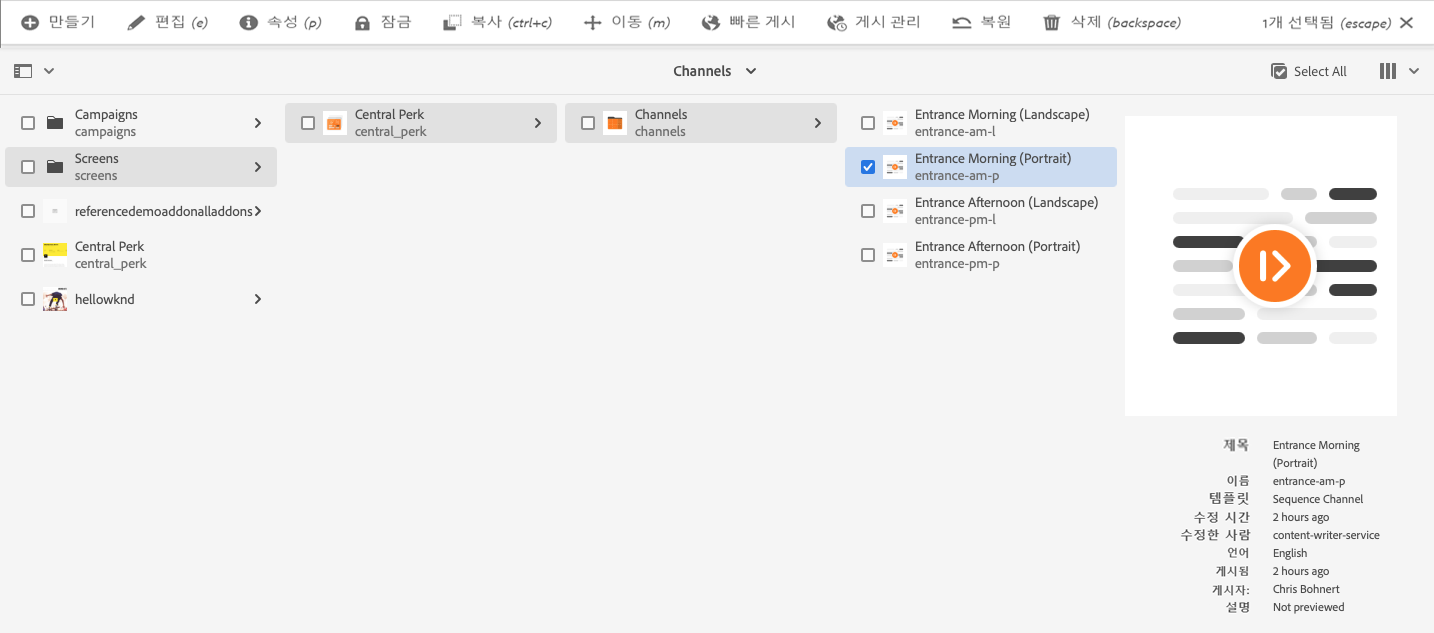 만들기 편집 (e) 속성 (p) 잠금 복사 (ctrl+c) 이동 (m) 빠른 게시 게시 관리 복원 삭제 (backspace) 1개 선택됨 (escape)
Channels Select All
Campaigns
campaigns
Screens
screens
referencedemoaddonalladdons
Central Perk
central_perk
hellowknd
Central Perk
central_perk
Channels
channels
Entrance Morning (Landscape)
entrance-am-l
Entrance Morning (Portrait)
entrance-am-p
Entrance Afternoon (Landscape)
entrance-pm-l
Entrance Afternoon (Portrait)
entrance-pm-p
제목 Entrance Morning
(Portrait)
이름 entrance-am-p
템플릿 Sequence Channel
수정 시간 2 hours ago
수정한 사람 content-writer-service
언어 English
게시됨 2 hours ago
게시자: Chris Bohnert
설명 Not previewed